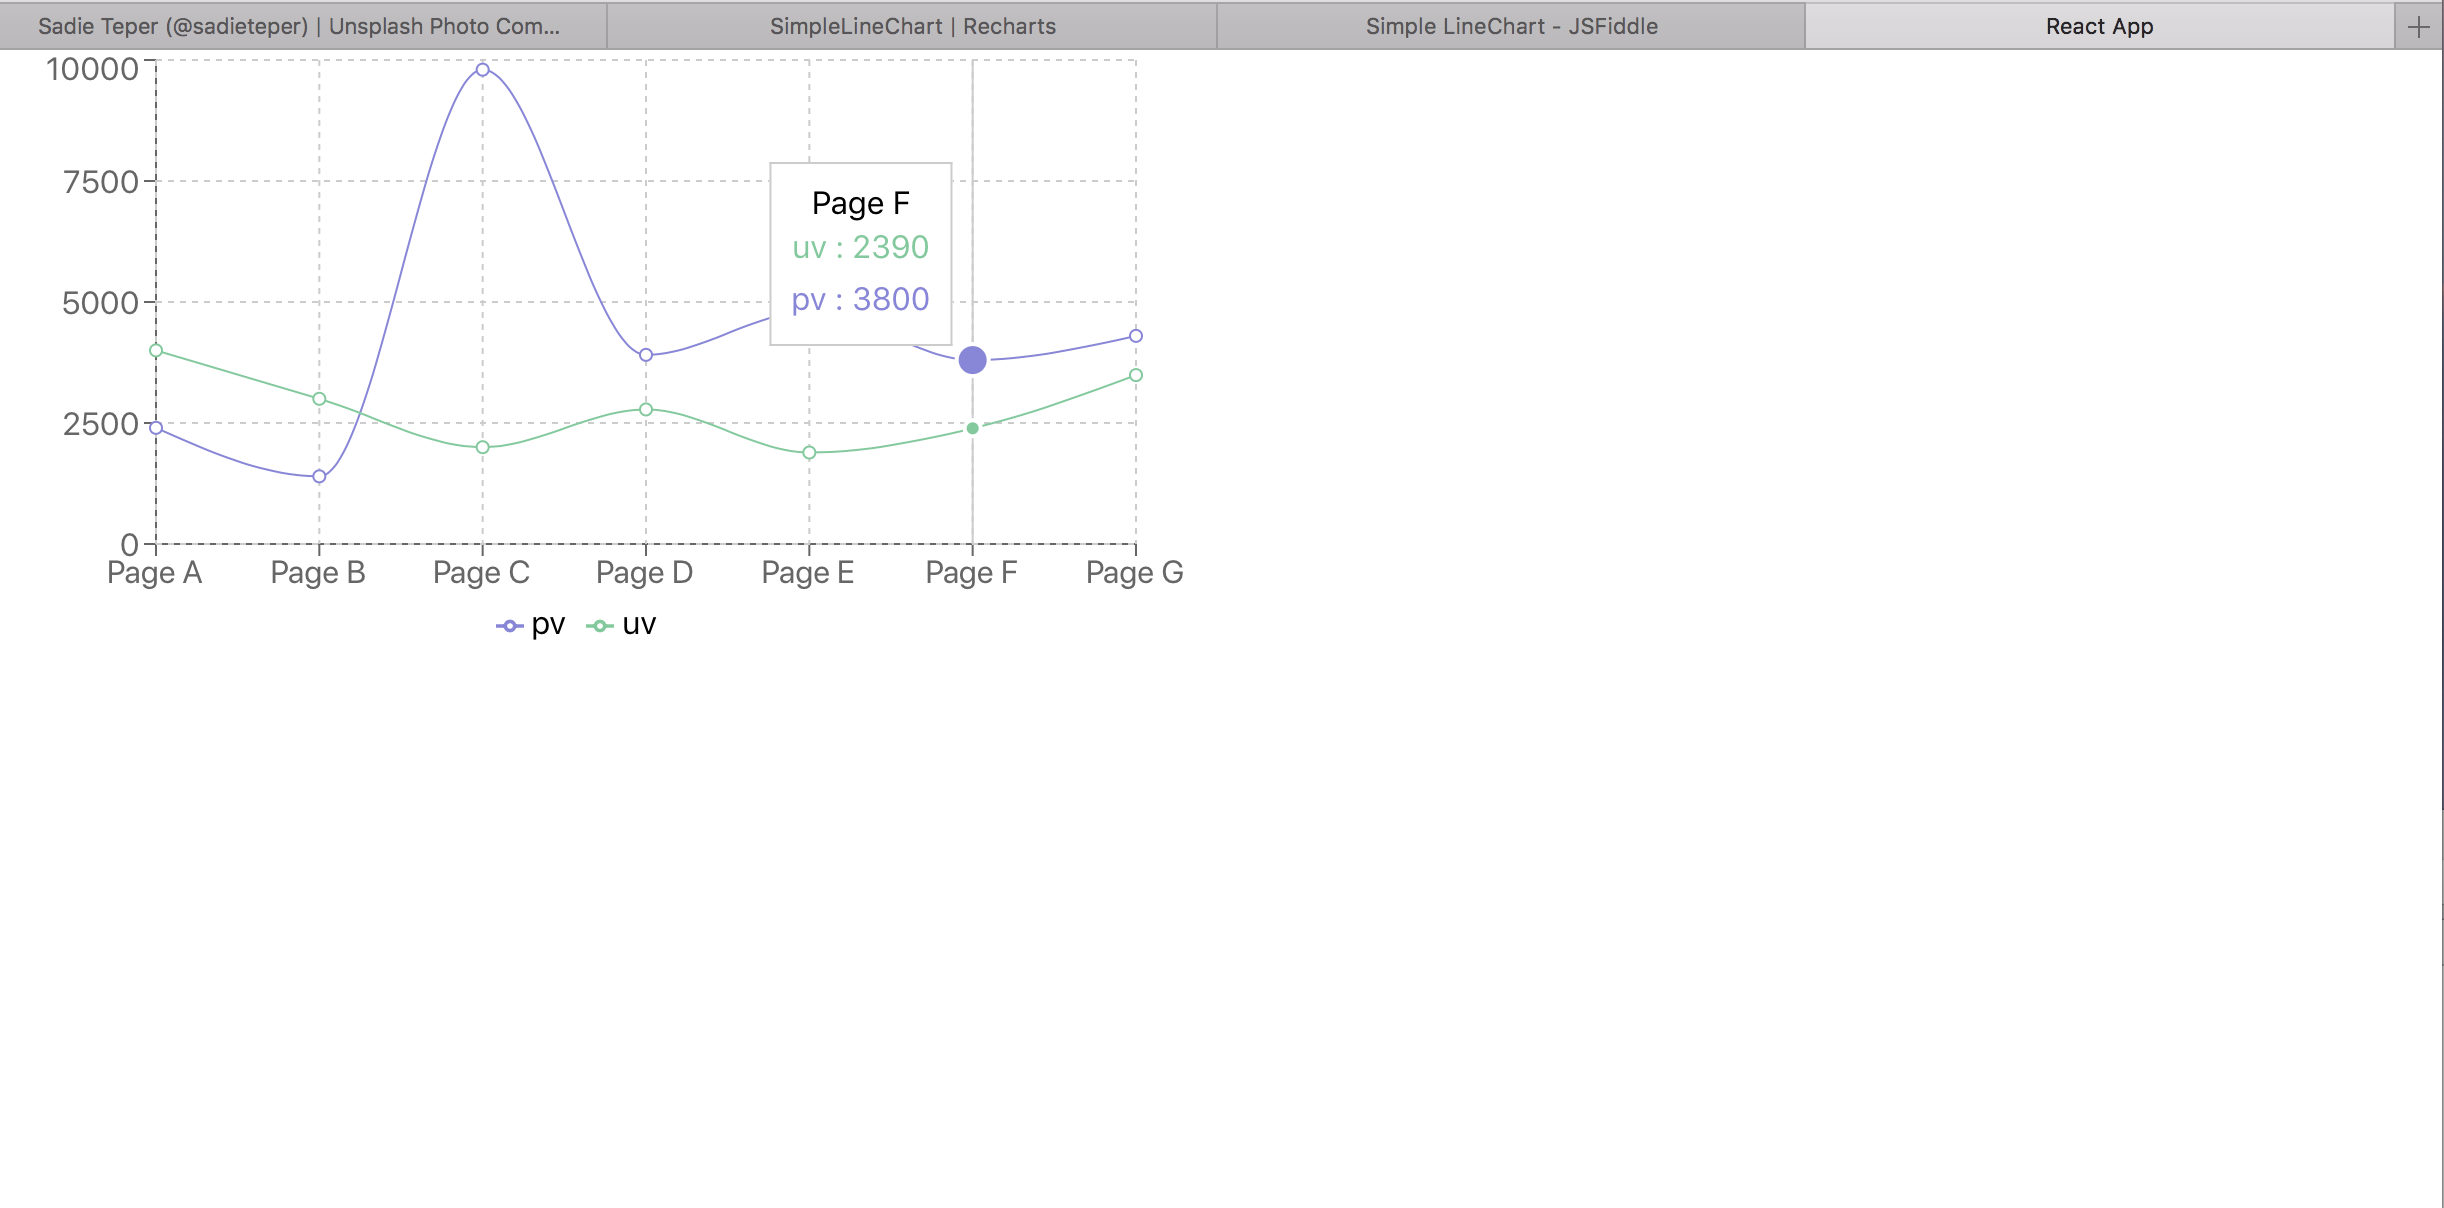 Sadie Teper (@sadieteper) | Unsplash Photo Com...
SimpleLineChart | Recharts
Simple LineChart - JSFiddle
React App
10000
7500
5000
2500
0
Page F
uv : 2390
pv : 3800
Page A
Page B
Page C
Page D
Page E
Page F
Page G
pv
uv